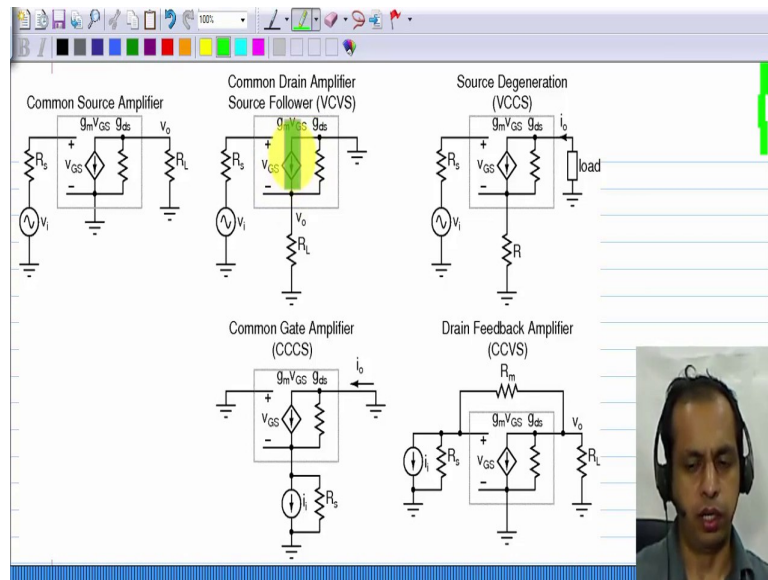 100%
B I
Common Source Amplifier
gmvGS gds
vo
Rs
vGS
+
-
RL
vi
Common Drain Amplifier
Source Follower (VCVS)
gmvGS gds
Rs
+
vGS
-
vi
vo
RL
Source Degeneration
(VCCS)
gmvGS gds
io
Rs
+
vGS
-
load
vi
R
Common Gate Amplifier
(CCCS)
io
gmvGS gds
+
vGS
-
ii
Rs
Drain Feedback Amplifier
(CCVS)
Rm
gmvGS gds
vo
ii
Rs
+
vGS
-
RL